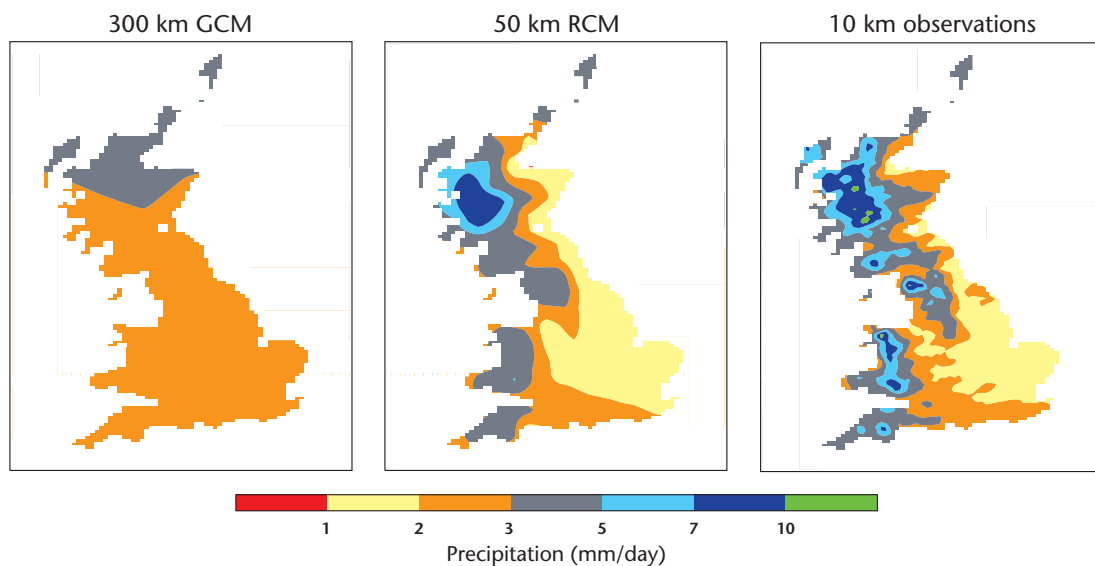 300 km GCM
50 km RCM
10 km observations
1 2 3 5 7 10
Precipitation (mm/day)